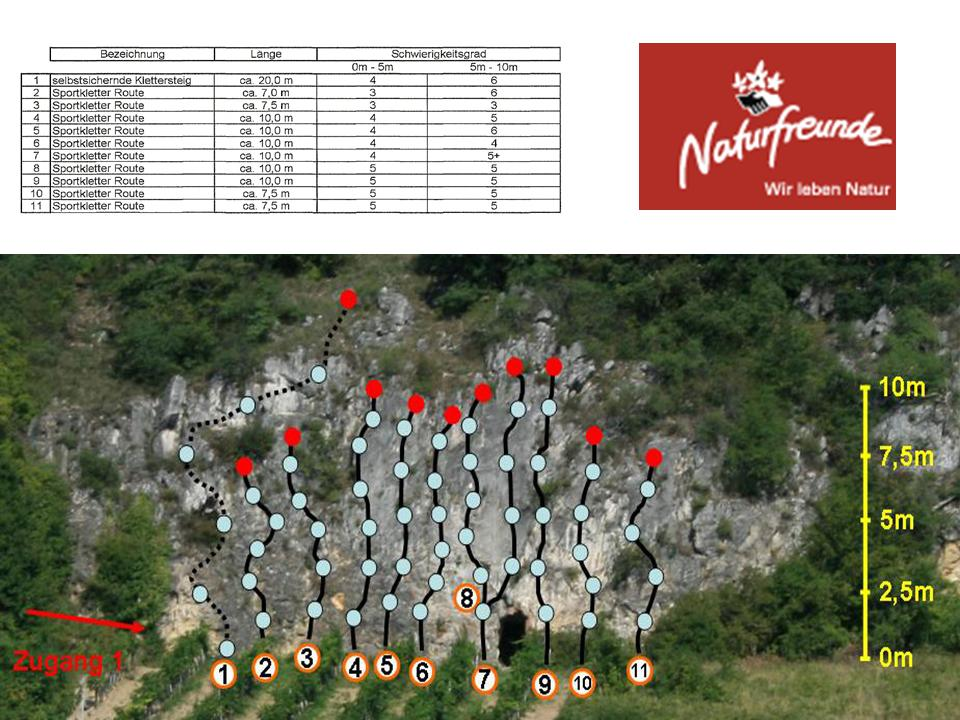 Bezeichnung Länge Schwierigkeitsgrad
0m - 5m 5m - 10m
1 selbstsichernde Klettersteig ca. 20,0 m 4 6
2 Sportkletter Route ca. 7,0 m 3 6
3 Sportkletter Route ca. 7,5 m 3 3
4 Sportkletter Route ca. 10,0 m 4 5
5 Sportkletter Route ca. 10,0 m 4 6
6 Sportkletter Route ca. 10,0 m 4 4
7 Sportkletter Route ca. 10,0 m 4 5+
8 Sportkletter Route ca. 10,0 m 5 5
9 Sportkletter Route ca. 10,0 m 5 5
10 Sportkletter Route ca. 7,5 m 5 5
11 Sportkletter Route ca. 7,5 m 5 5
Naturfreunde
Wir leben Natur
10m
7,5m
5m
2,5m
0m
8
Zugang 1
1 2 3 4 5 6 7 9 10 11